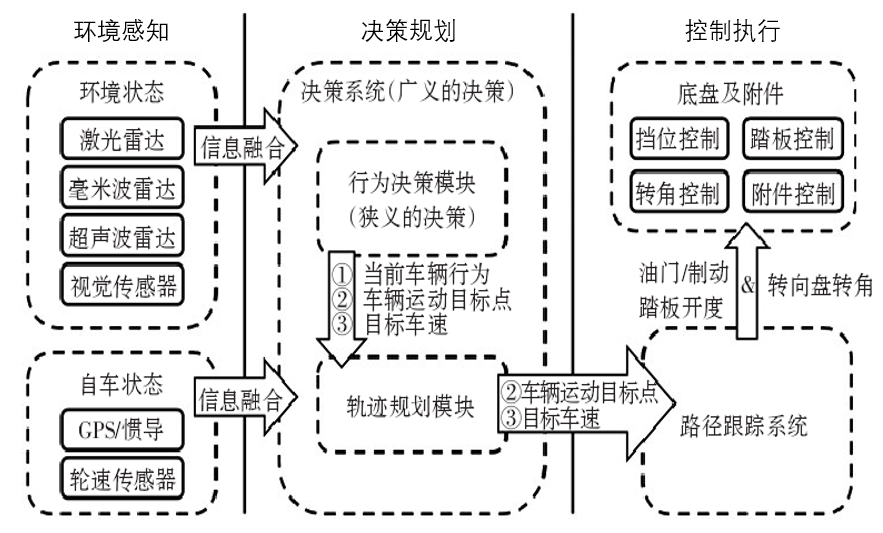 环境感知
决策规划
控制执行
环境状态
激光雷达
毫米波雷达
超声波雷达
视觉传感器
自车状态
GPS/惯导
轮速传感器
信息融合
信息融合
决策系统(广义的决策)
行为决策模块
(狭义的决策)
① 当前车辆行为
② 车辆运动目标点
③ 目标车速
轨迹规划模块
②车辆运动目标点
③目标车速
底盘及附件
挡位控制
踏板控制
转角控制
附件控制
油门/制动
踏板开度
&
转向盘转角
路径跟踪系统